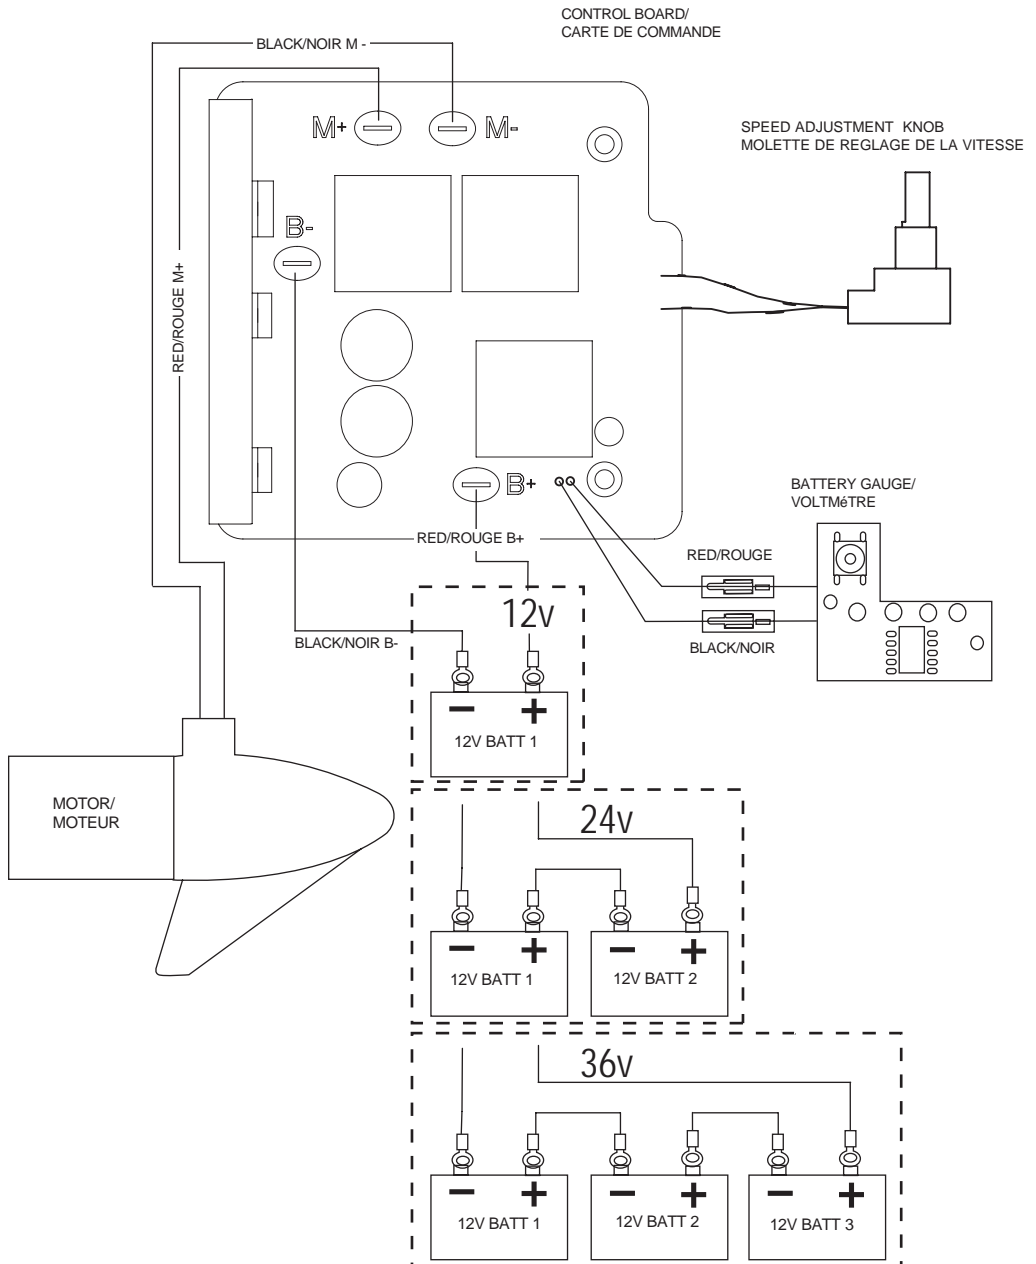 CONTROL BOARD/
CARTE DE COMMANDE
BLACK/NOIR M -
M+
M-
SPEED ADJUSTMENT KNOB
MOLETTE DE REGLAGE DE LA VITESSE
B-
RED/ROUGE M+
B+
BATTERY GAUGE/
VOLTMéTRE
RED/ROUGE B+
RED/ROUGE
12v
BLACK/NOIR B-
BLACK/NOIR
− +
12V BATT 1
MOTOR/
MOTEUR
24v
− + − +
12V BATT 1
12V BATT 2
36v
− + − + − +
12V BATT 1
12V BATT 2
12V BATT 3